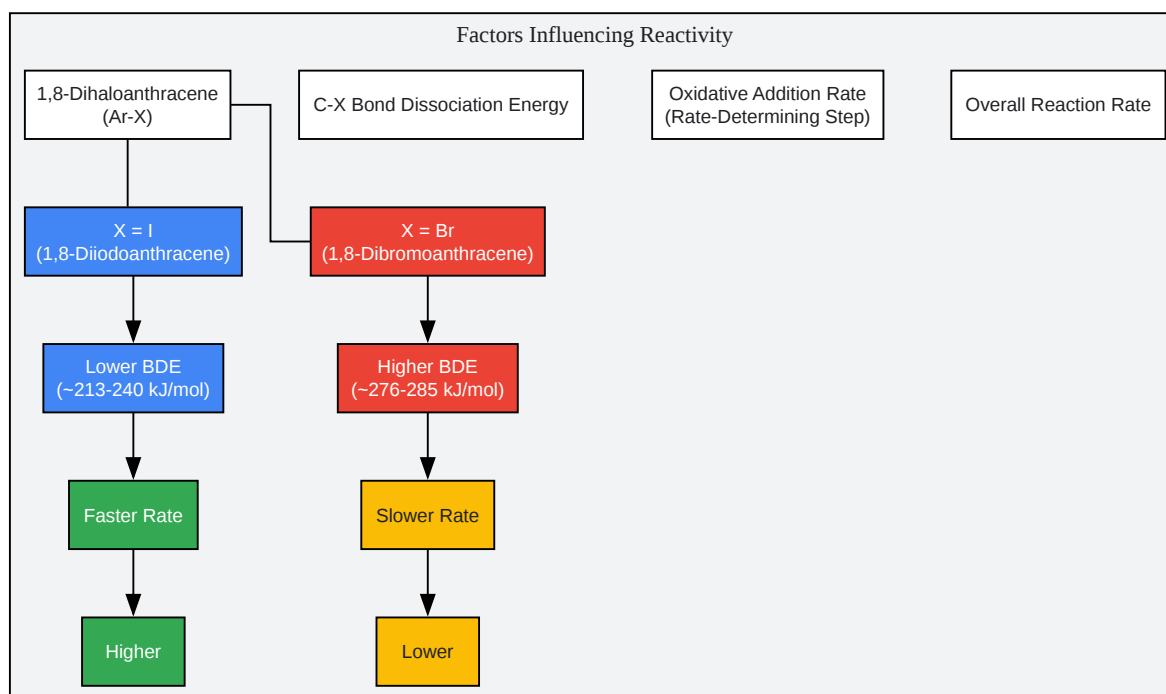 Factors Influencing Reactivity
1,8-Dihaloanthracene
(Ar-X)
C-X Bond Dissociation Energy
Oxidative Addition Rate
(Rate-Determining Step)
Overall Reaction Rate
X = I
(1,8-Diiodoanthracene)
X = Br
(1,8-Dibromoanthracene)
Lower BDE
(~213-240 kJ/mol)
Higher BDE
(~276-285 kJ/mol)
Faster Rate
Slower Rate
Higher
Lower